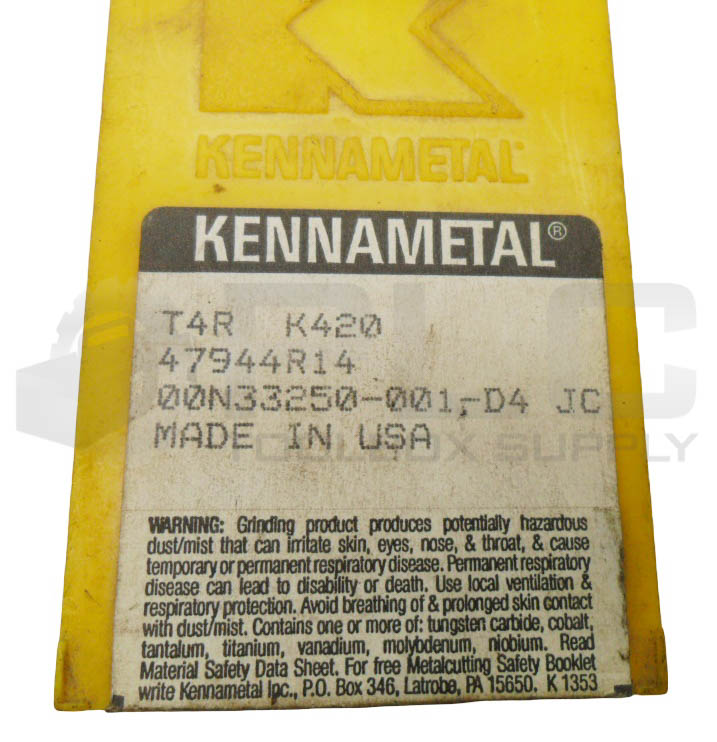 KENNAMETAL
KENNAMETAL®
T4R K420
47944R14
00N33250-001,-D4 JC
MADE IN USA
TOOLBOX SUPPLY
WARNING: Grinding product produces potentially hazardous
dust/mist that can irritate skin, eyes, nose, & throat, & cause
temporary or permanent respiratory disease. Permanent respiratory
disease can lead to disability or death. Use local ventilation &
respiratory protection. Avoid breathing of & prolonged skin contact
with dust/mist. Contains one or more of: tungsten carbide, cobalt,
tantalum, titanium, vanadium, molybdenum, niobium. Read
Material Safety Data Sheet. For free Metalcutting Safety Booklet
write Kennametal Inc., P.O. Box 346, Latrobe, PA 15650. K 1353